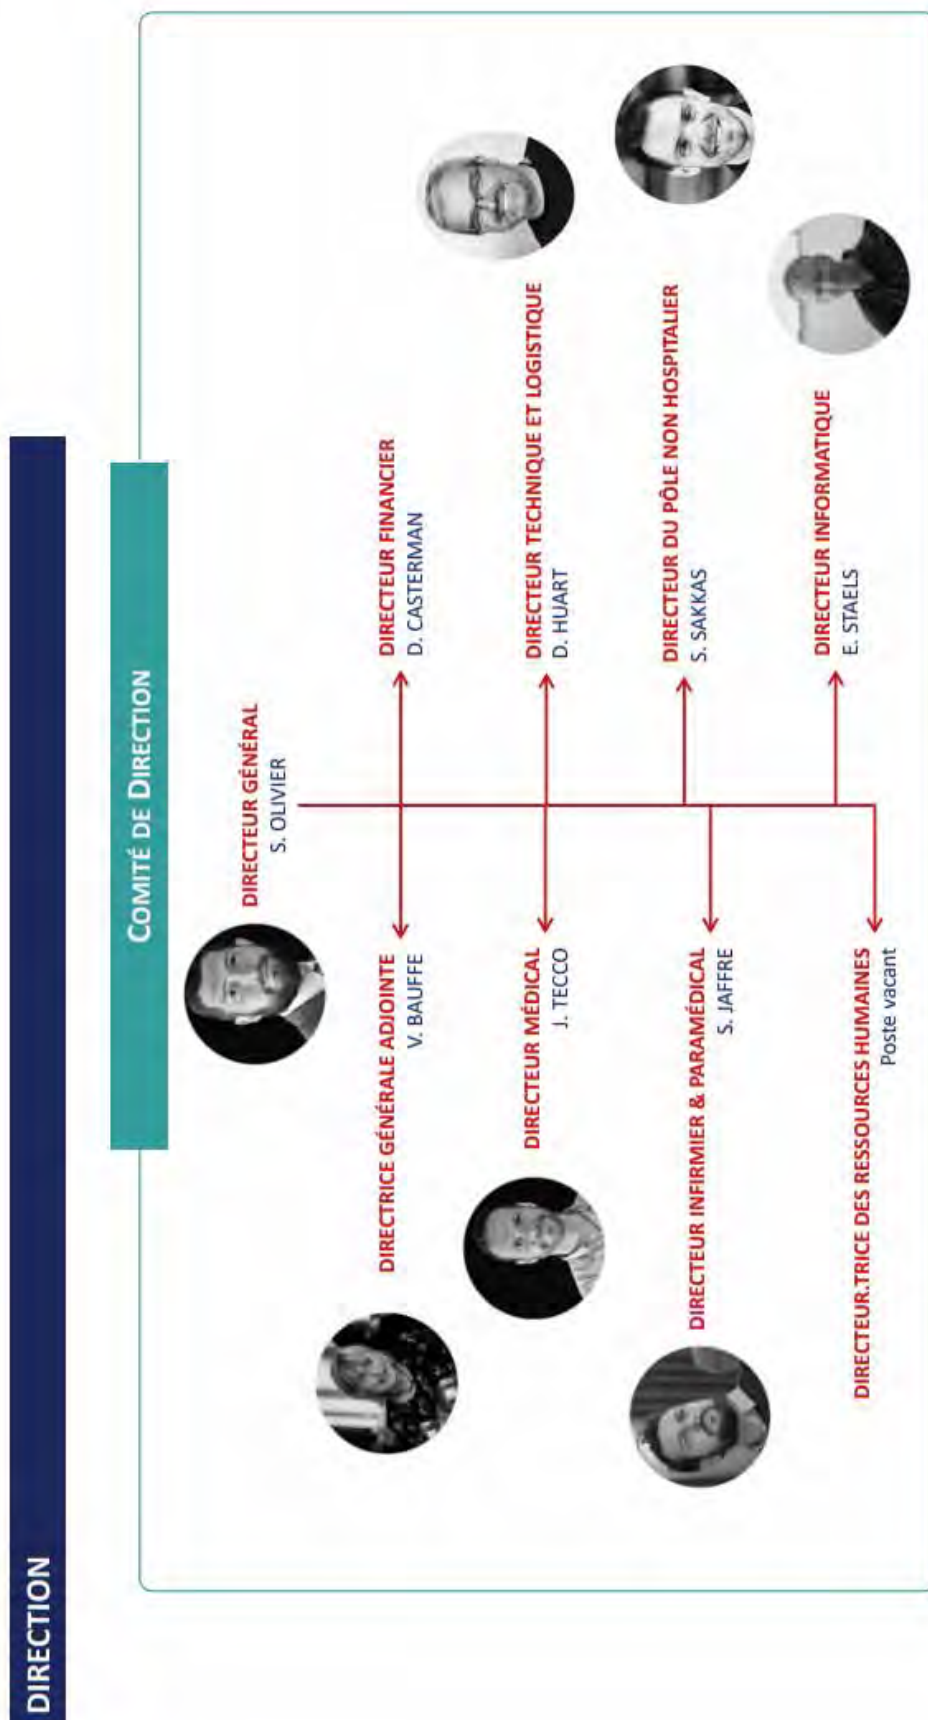 DIRECTION
COMITÉ DE DIRECTION
DIRECTEUR GÉNÉRAL
S. OLIVIER
DIRECTRICE GÉNÉRALE ADJOINTE
V. BAUFFE
DIRECTEUR FINANCIER
D. CASTERMAN
DIRECTEUR MÉDICAL
J. TECCO
DIRECTEUR TECHNIQUE ET LOGISTIQUE
D. HUART
DIRECTEUR INFIRMIER & PARAMÉDICAL
S. JAFFRE
DIRECTEUR DU PÔLE NON HOSPITALIER
S. SAKKAS
DIRECTEUR.TRICE DES RESSOURCES HUMAINES
Poste vacant
DIRECTEUR INFORMATIQUE
E. STAELS